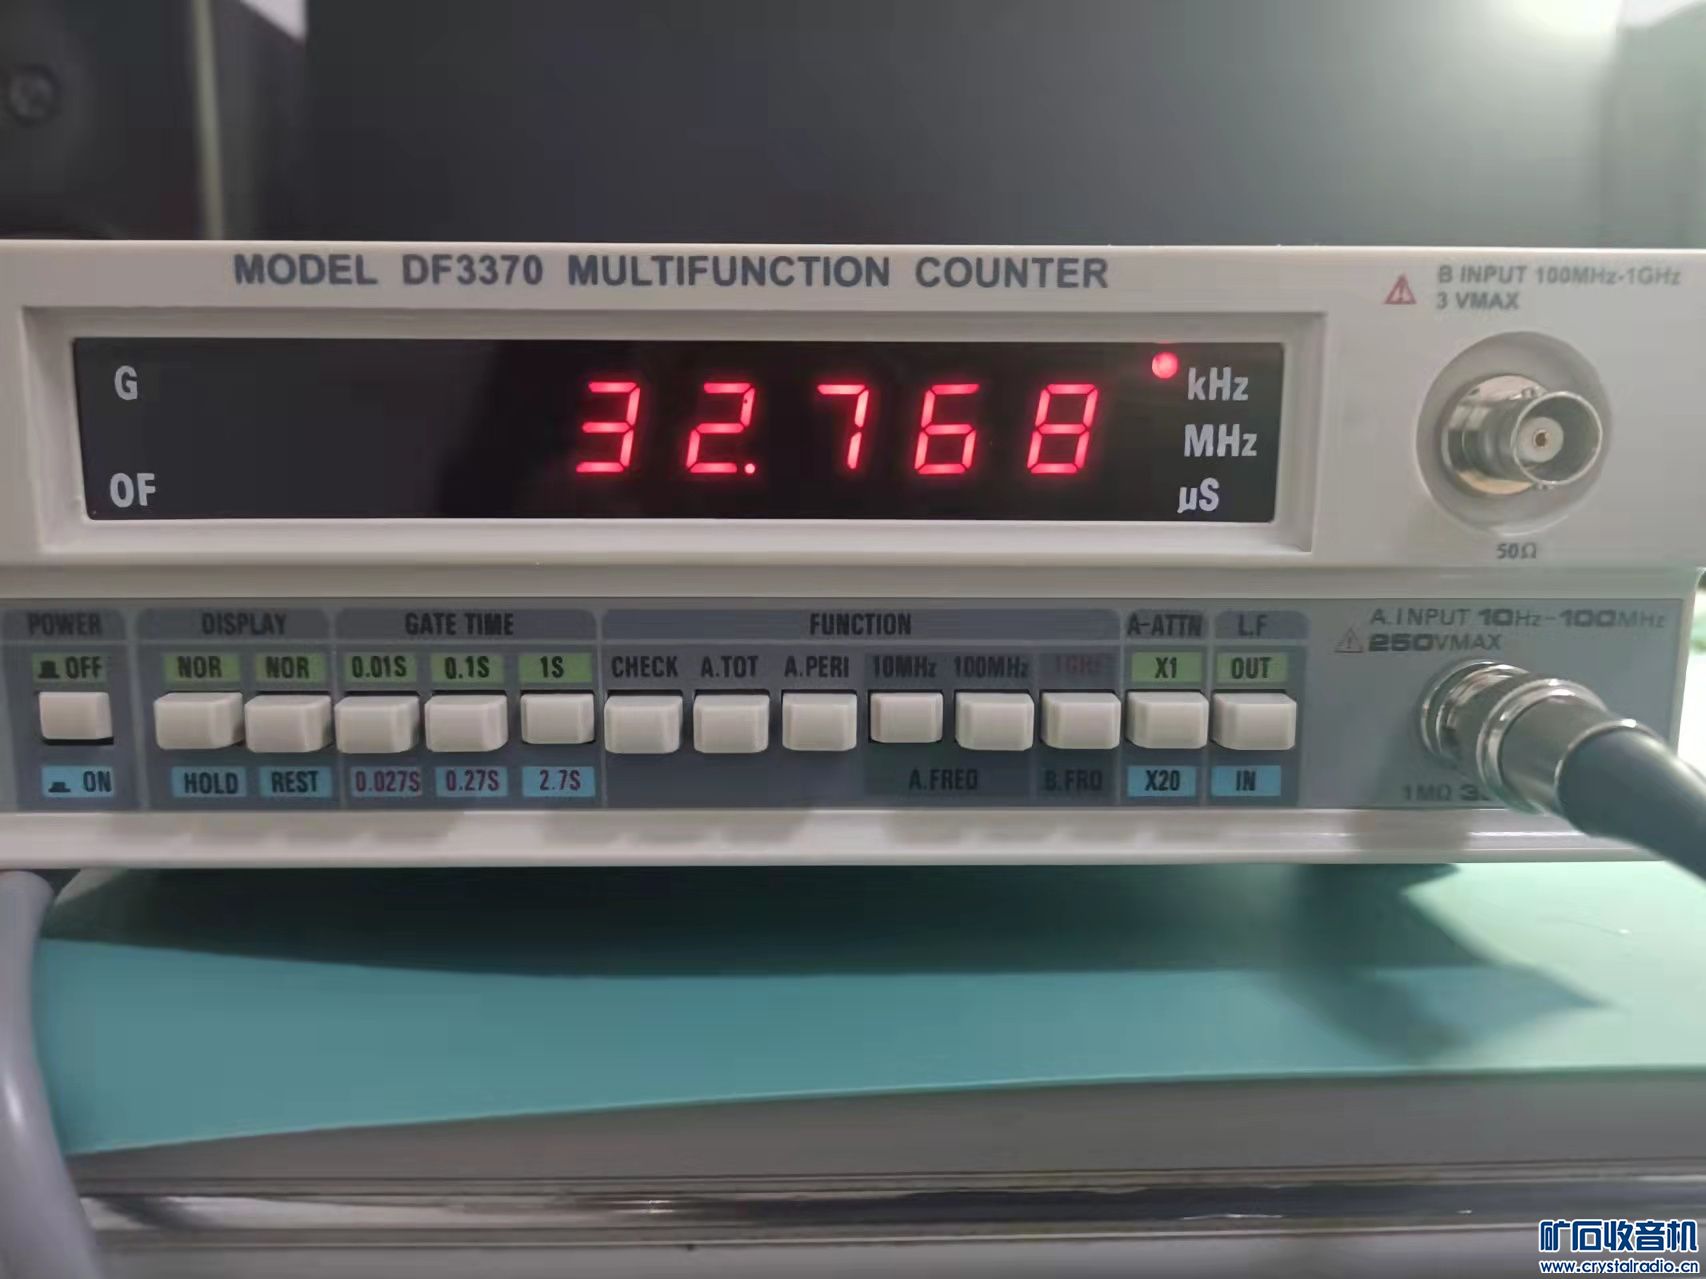 MODEL DF3370 MULTIFUNCTION COUNTER
B INPUT 100MHz-1GHz
3 VMAX
G
OF
32.768
kHz
MHz
µS
50Ω
POWER DISPLAY GATE TIME FUNCTION A-ATTN L.F
OFF NOR NOR 0.01S 0.1S 1S CHECK A.TOT A.PERI 10MHz 100MHz 1GHz X1 OUT
ON HOLD REST 0.027S 0.27S 2.7S A.FREQ B.FRQ X20 IN
A.INPUT 10Hz-100MHz
250VMAX
1MΩ
矿石收音机
www.crystalradio.cn